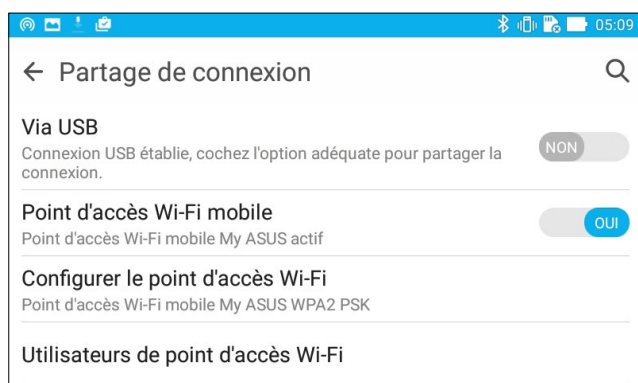 05:09
Partage de connexion
Via USB
Connexion USB établie, cochez l'option adéquate pour partager la
connexion.
NON
Point d'accès Wi-Fi mobile
Point d'accès Wi-Fi mobile My ASUS actif
OUI
Configurer le point d'accès Wi-Fi
Point d'accès Wi-Fi mobile My ASUS WPA2 PSK
Utilisateurs de point d'accès Wi-Fi